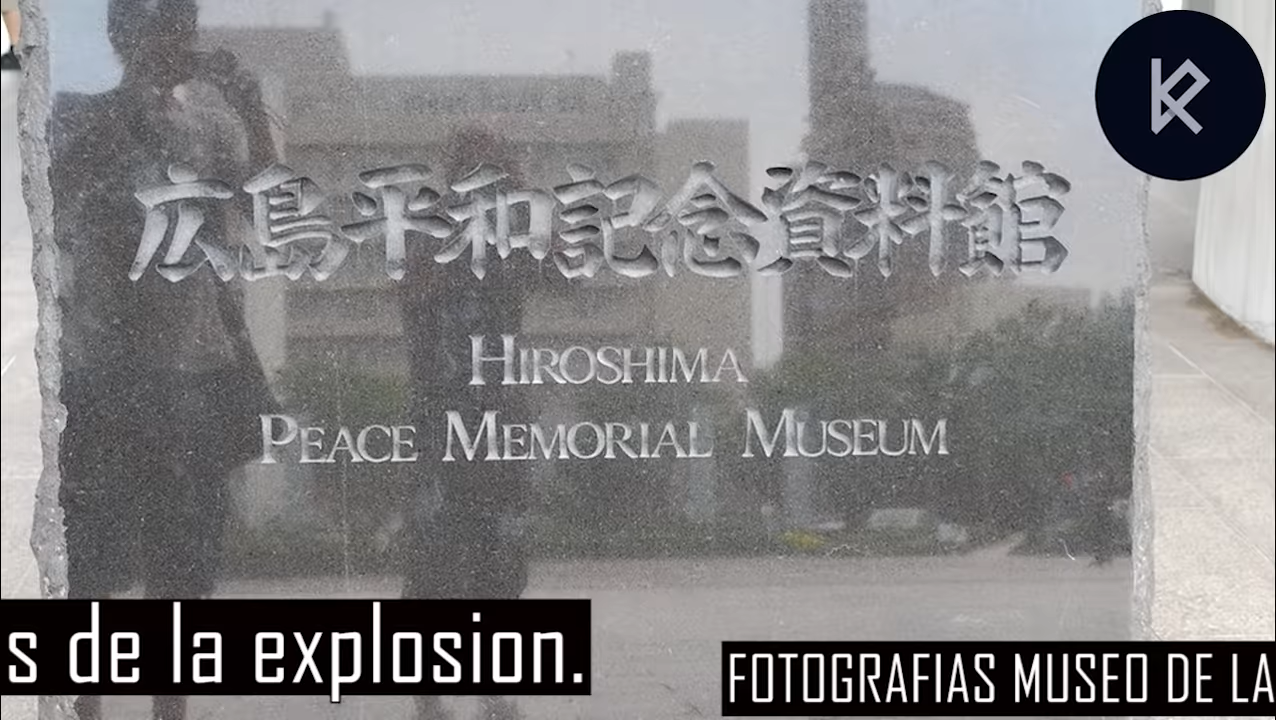 広島平和記念資料館
HIROSHIMA
PEACE MEMORIAL MUSEUM
s de la explosion.
FOTOGRAFIAS MUSEO DE LA